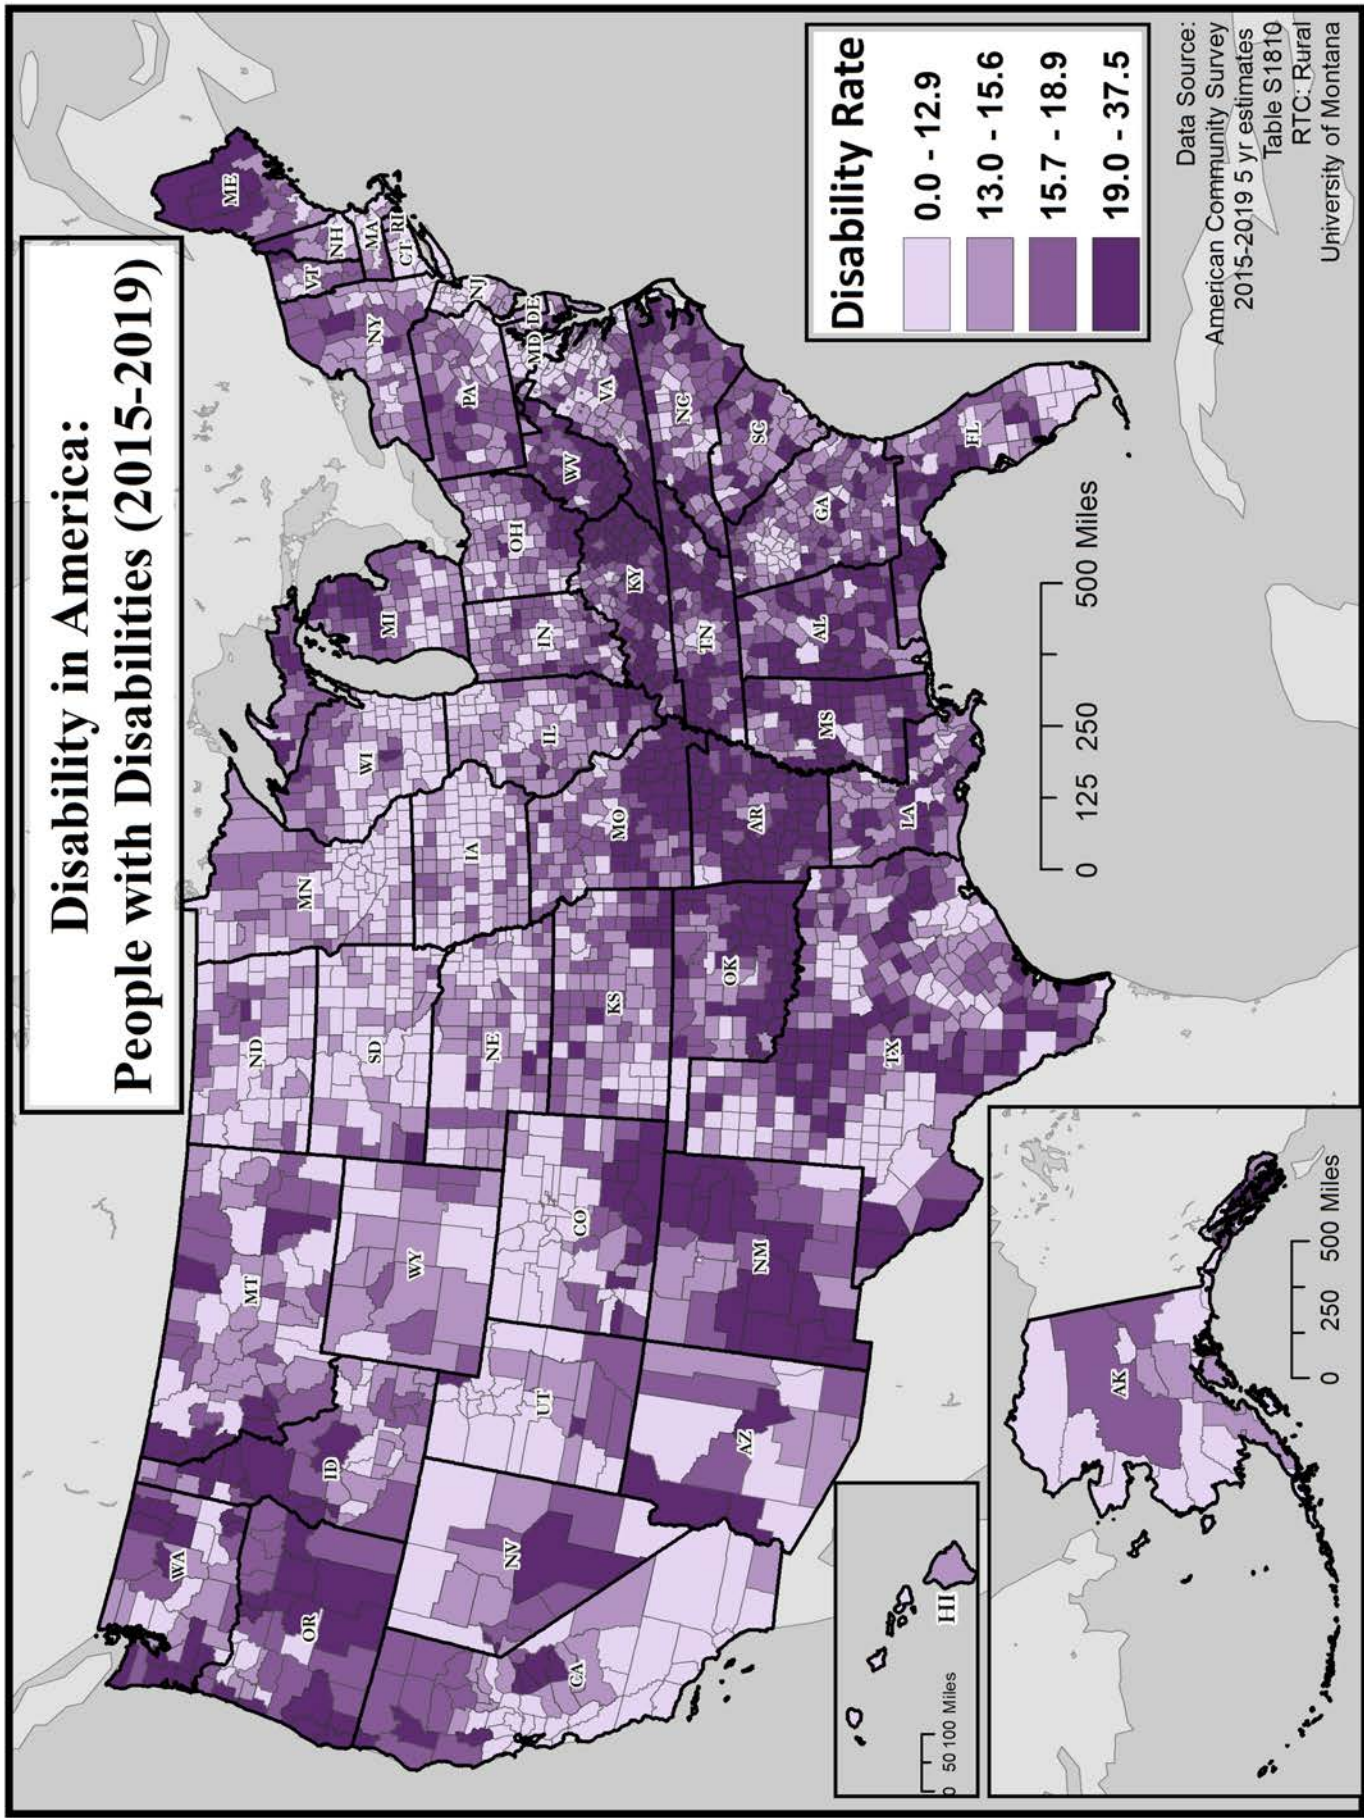 Disability in America:
People with Disabilities (2015-2019)
WA
OR
CA
NV
ID
MT
WY
UT
AZ
CO
NM
ND
SD
NE
KS
OK
TX
MN
IA
MO
AR
LA
WI
IL
MI
IN
OH
KY
TN
MS
AL
GA
FL
SC
NC
VA
WV
PA
NY
VT
NH
ME
MA
RI
CT
NJ
DE
MD
HI
AK
Disability Rate
0.0 - 12.9
13.0 - 15.6
15.7 - 18.9
19.0 - 37.5
0 125 250 500 Miles
0 50 100 Miles
0 250 500 Miles
Data Source:
American Community Survey
2015-2019 5 yr estimates
Table S1810
RTC: Rural
University of Montana